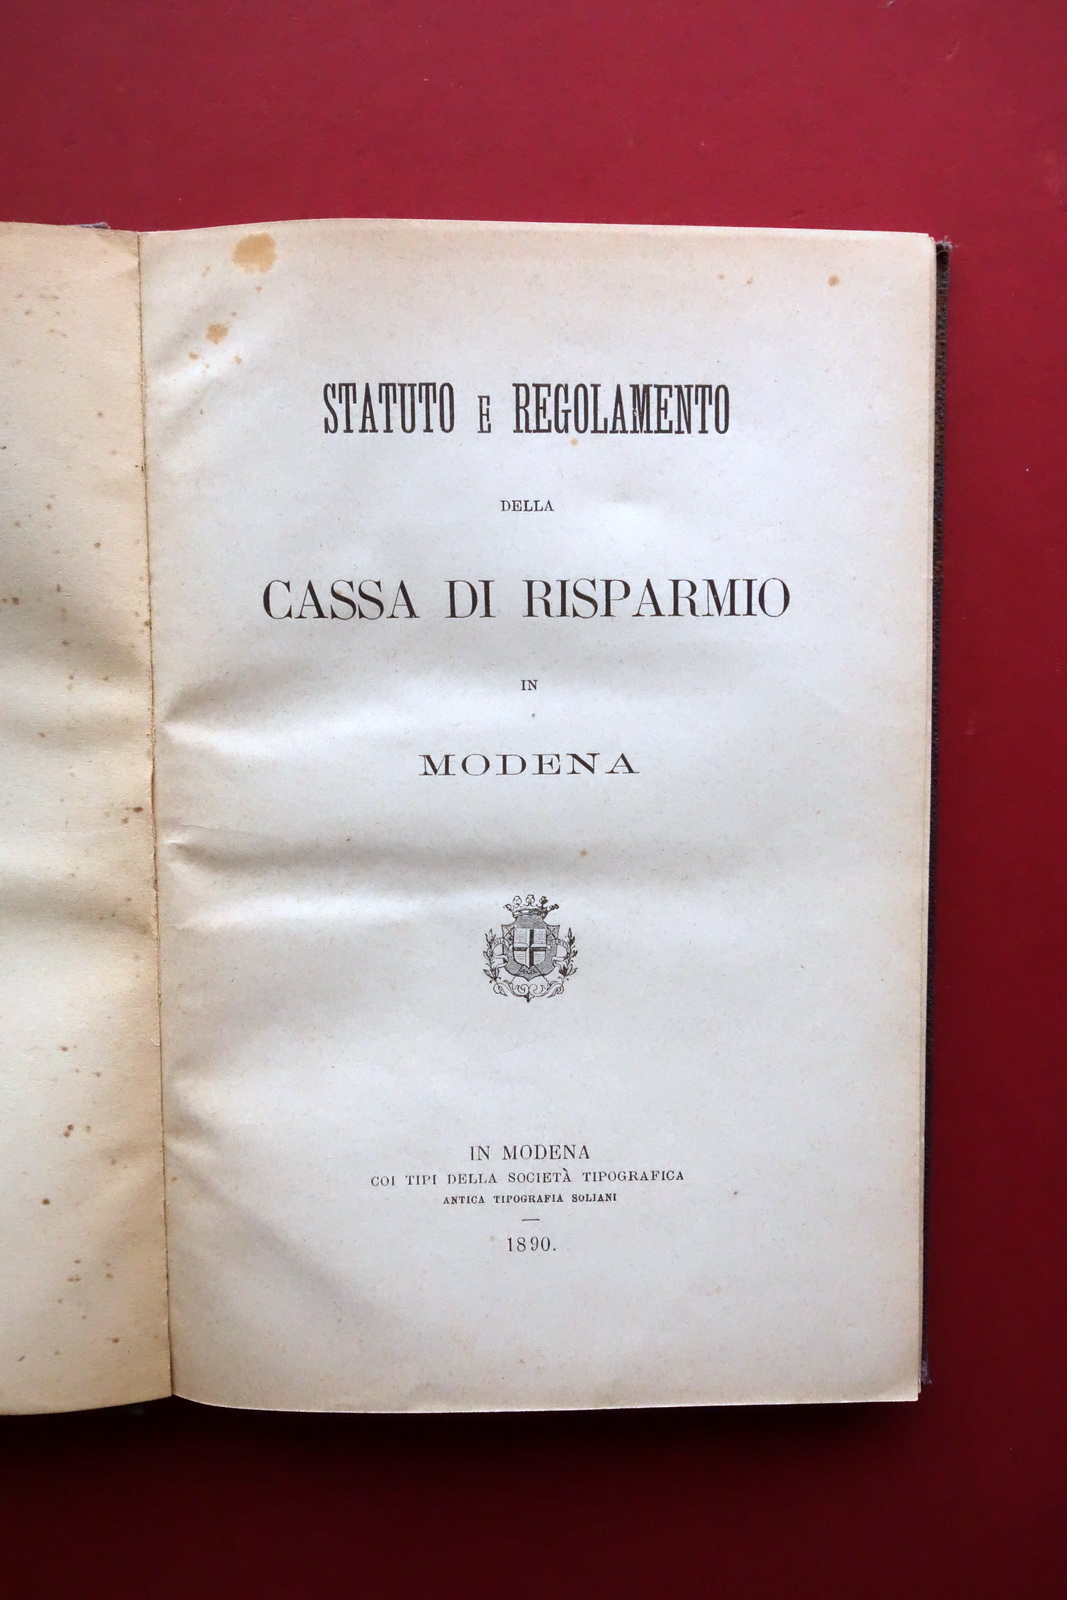 STATUTO E REGOLAMENTO
DELLA
CASSA DI RISPARMIO
IN
MODENA
IN MODENA
COI TIPI DELLA SOCIETÀ TIPOGRAFICA
ANTICA TIPOGRAFIA SOLIANI
1890.